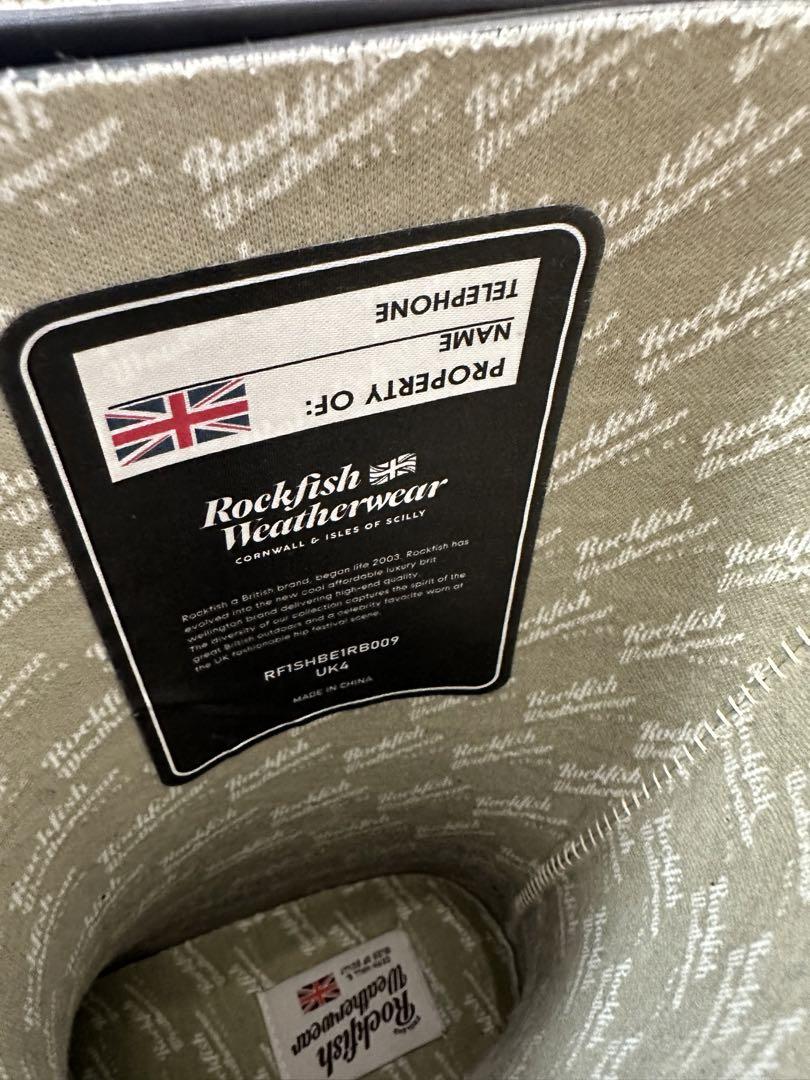 TELEPHONE
NAME
PROPERTY OF:
Rockfish
Weatherwear
CORNWALL & ISLES OF SCILLY
Rockfish a British brand, began life 2003. Rockfish has
evolved into the new cool affordable luxury brit
wellington brand delivering high-end quality.
The diversity of our collection captures the spirit of the
great British outdoors and a celebrity favorite worn at
the UK fashionable hip festival scene.
RF1SHBE1RB009
UK4
MADE IN CHINA
Rockfish
Weatherwear